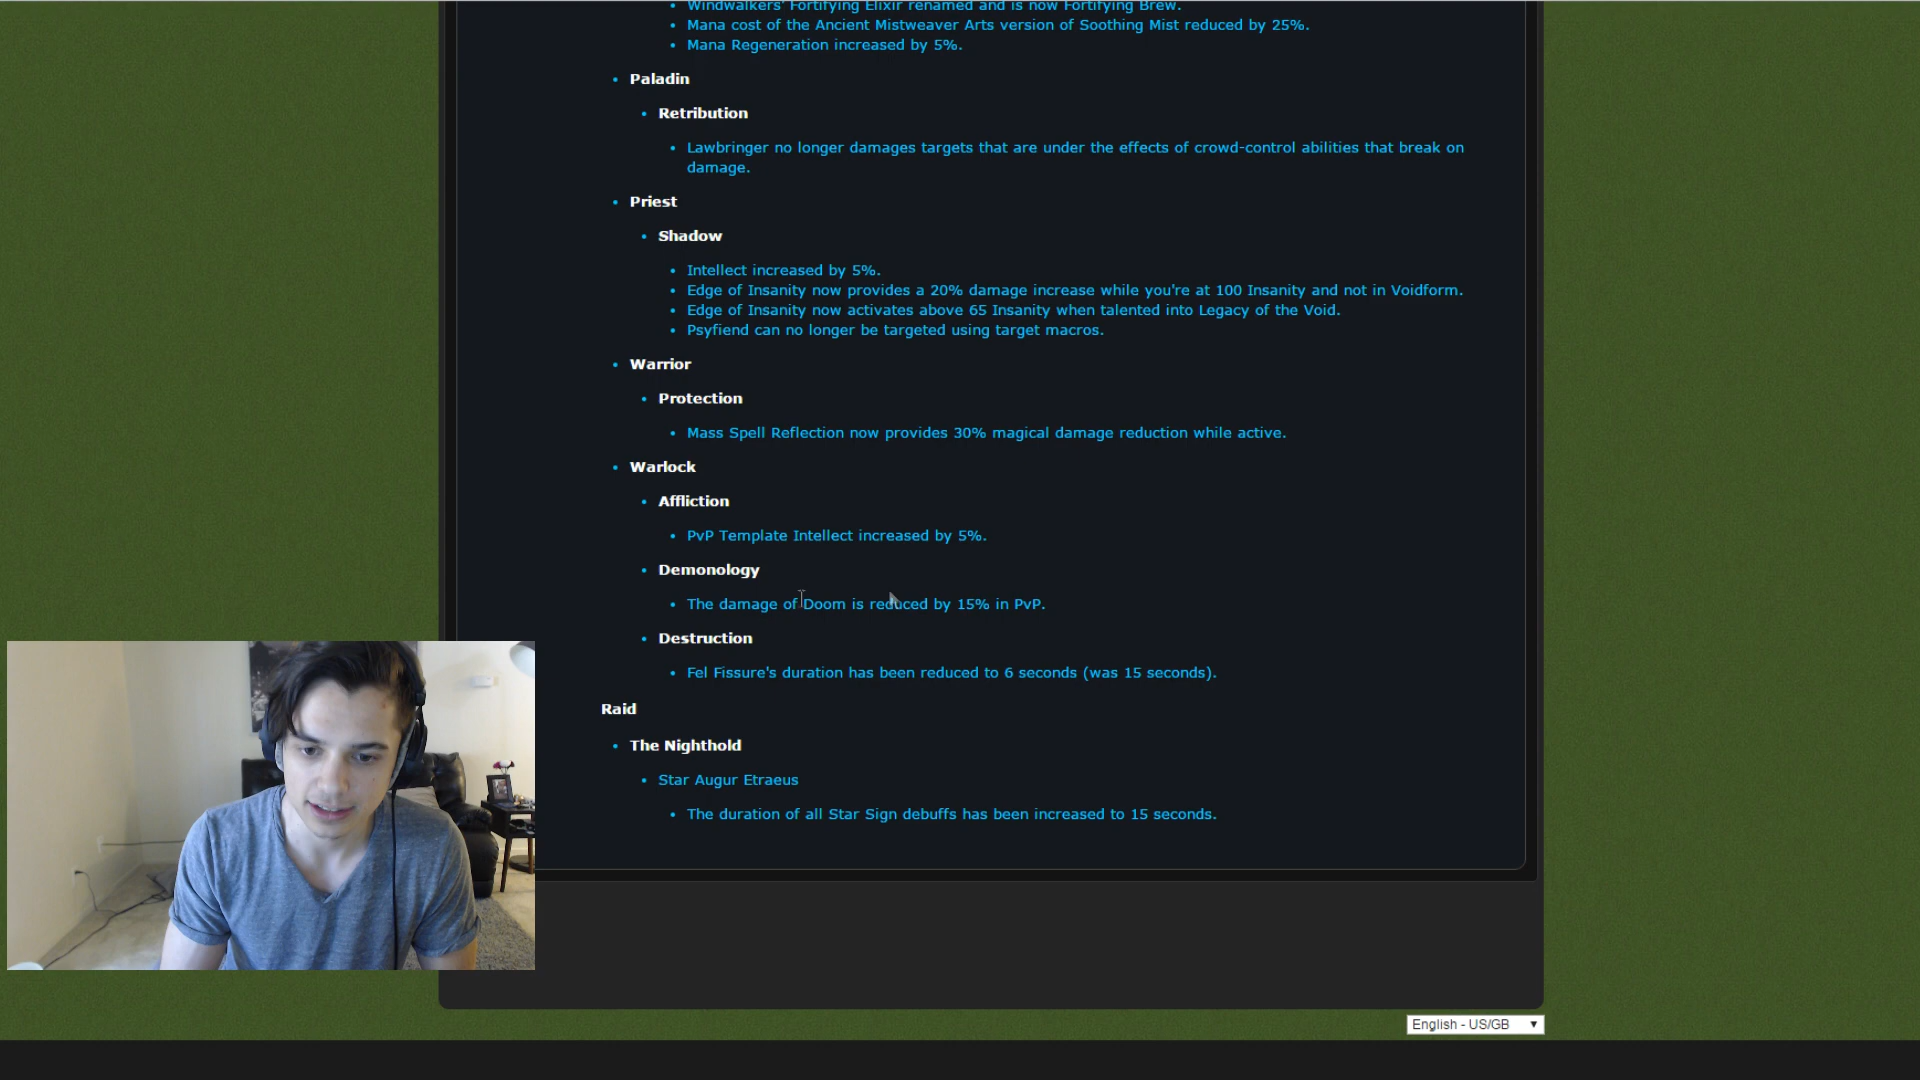 Windwalkers' Fortifying Elixir renamed and is now Fortifying Brew.
Mana cost of the Ancient Mistweaver Arts version of Soothing Mist reduced by 25%.
Mana Regeneration increased by 5%.
Paladin
Retribution
Lawbringer no longer damages targets that are under the effects of crowd-control abilities that break on
damage.
Priest
Shadow
Intellect increased by 5%.
Edge of Insanity now provides a 20% damage increase while you're at 100 Insanity and not in Voidform.
Edge of Insanity now activates above 65 Insanity when talented into Legacy of the Void.
Psyfiend can no longer be targeted using target macros.
Warrior
Protection
Mass Spell Reflection now provides 30% magical damage reduction while active.
Warlock
Affliction
PvP Template Intellect increased by 5%.
Demonology
The damage of Doom is reduced by 15% in PvP.
Destruction
Fel Fissure's duration has been reduced to 6 seconds (was 15 seconds).
Raid
The Nighthold
Star Augur Etraeus
The duration of all Star Sign debuffs has been increased to 15 seconds.
English - US/GB